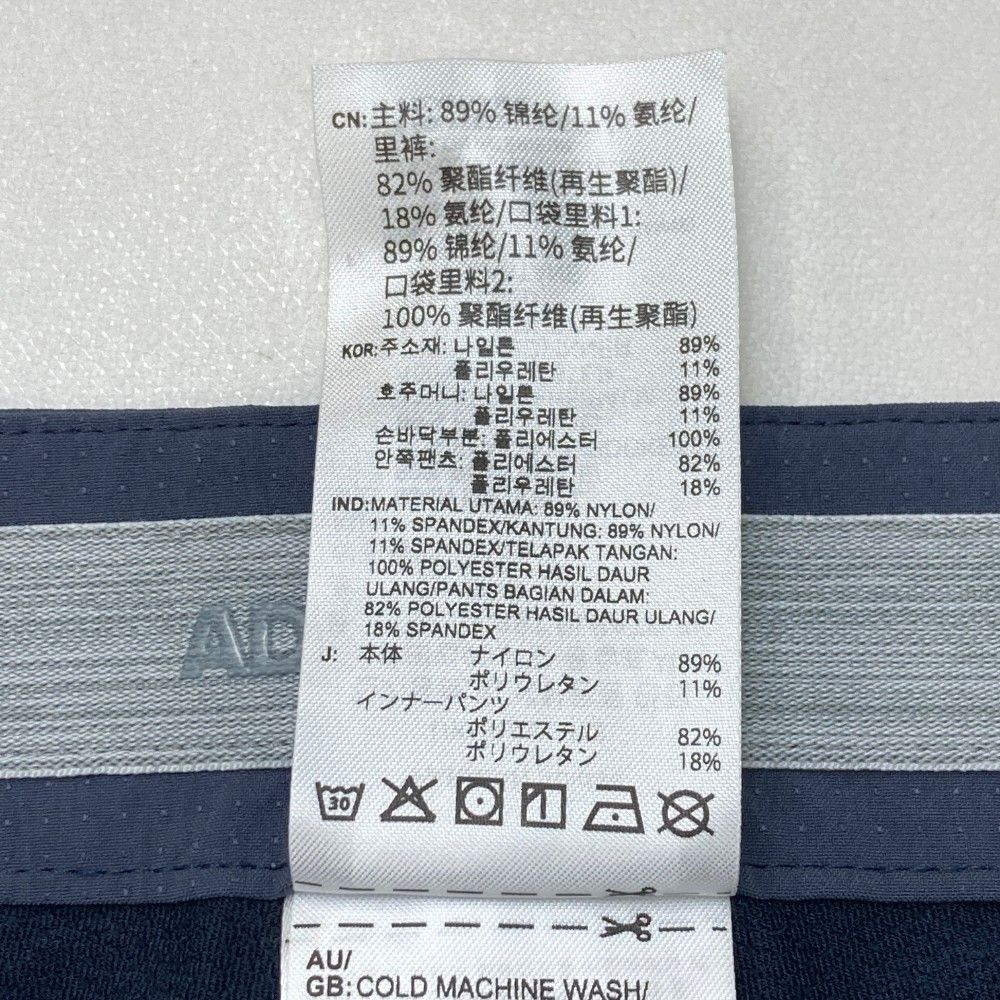 CN: 主料: 89% 锦纶/11% 氨纶/
里裤:
82% 聚酯纤维(再生聚酯)/
18% 氨纶/口袋里料1:
89% 锦纶/11% 氨纶/
口袋里料2:
100% 聚酯纤维(再生聚酯)
KOR: 주소재: 나일론 89%
폴리우레탄 11%
호주머니: 나일론 89%
폴리우레탄 11%
손바닥부분: 폴리에스터 100%
안쪽팬츠: 폴리에스터 82%
폴리우레탄 18%
IND: MATERIAL UTAMA: 89% NYLON/
11% SPANDEX/KANTUNG: 89% NYLON/
11% SPANDEX/TELAPAK TANGAN:
100% POLYESTER HASIL DAUR
ULANG/PANTS BAGIAN DALAM:
82% POLYESTER HASIL DAUR ULANG/
18% SPANDEX
J: 本体 ナイロン 89%
ポリウレタン 11%
インナーパンツ
ポリエステル 82%
ポリウレタン 18%
30
AD
AU/
GB: COLD MACHINE WASH/